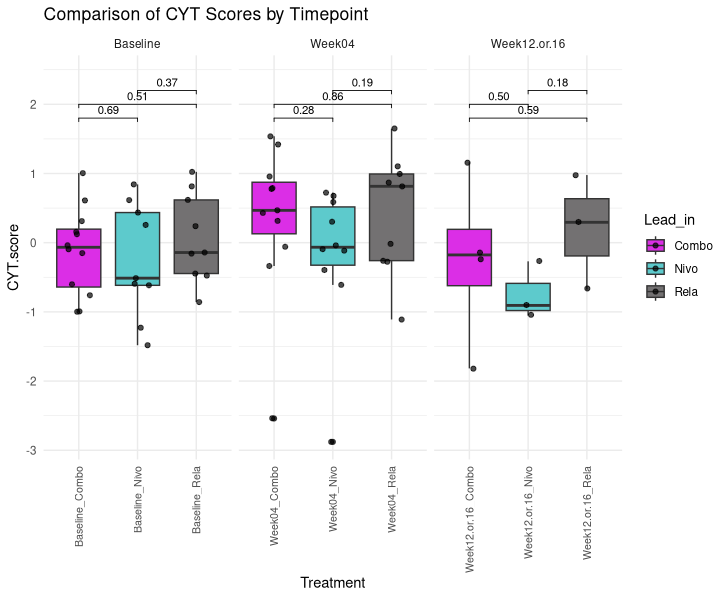 Comparison of CYT Scores by Timepoint
Baseline
Week04
Week12.or.16
0.37
0.51
0.69
0.19
0.86
0.28
0.18
0.50
0.59
CYT.score
2
1
0
-1
-2
-3
Baseline_Combo
Baseline_Nivo
Baseline_Rela
Week04_Combo
Week04_Nivo
Week04_Rela
Week12.or.16_Combo
Week12.or.16_Nivo
Week12.or.16_Rela
Treatment
Lead_in
Combo
Nivo
Rela